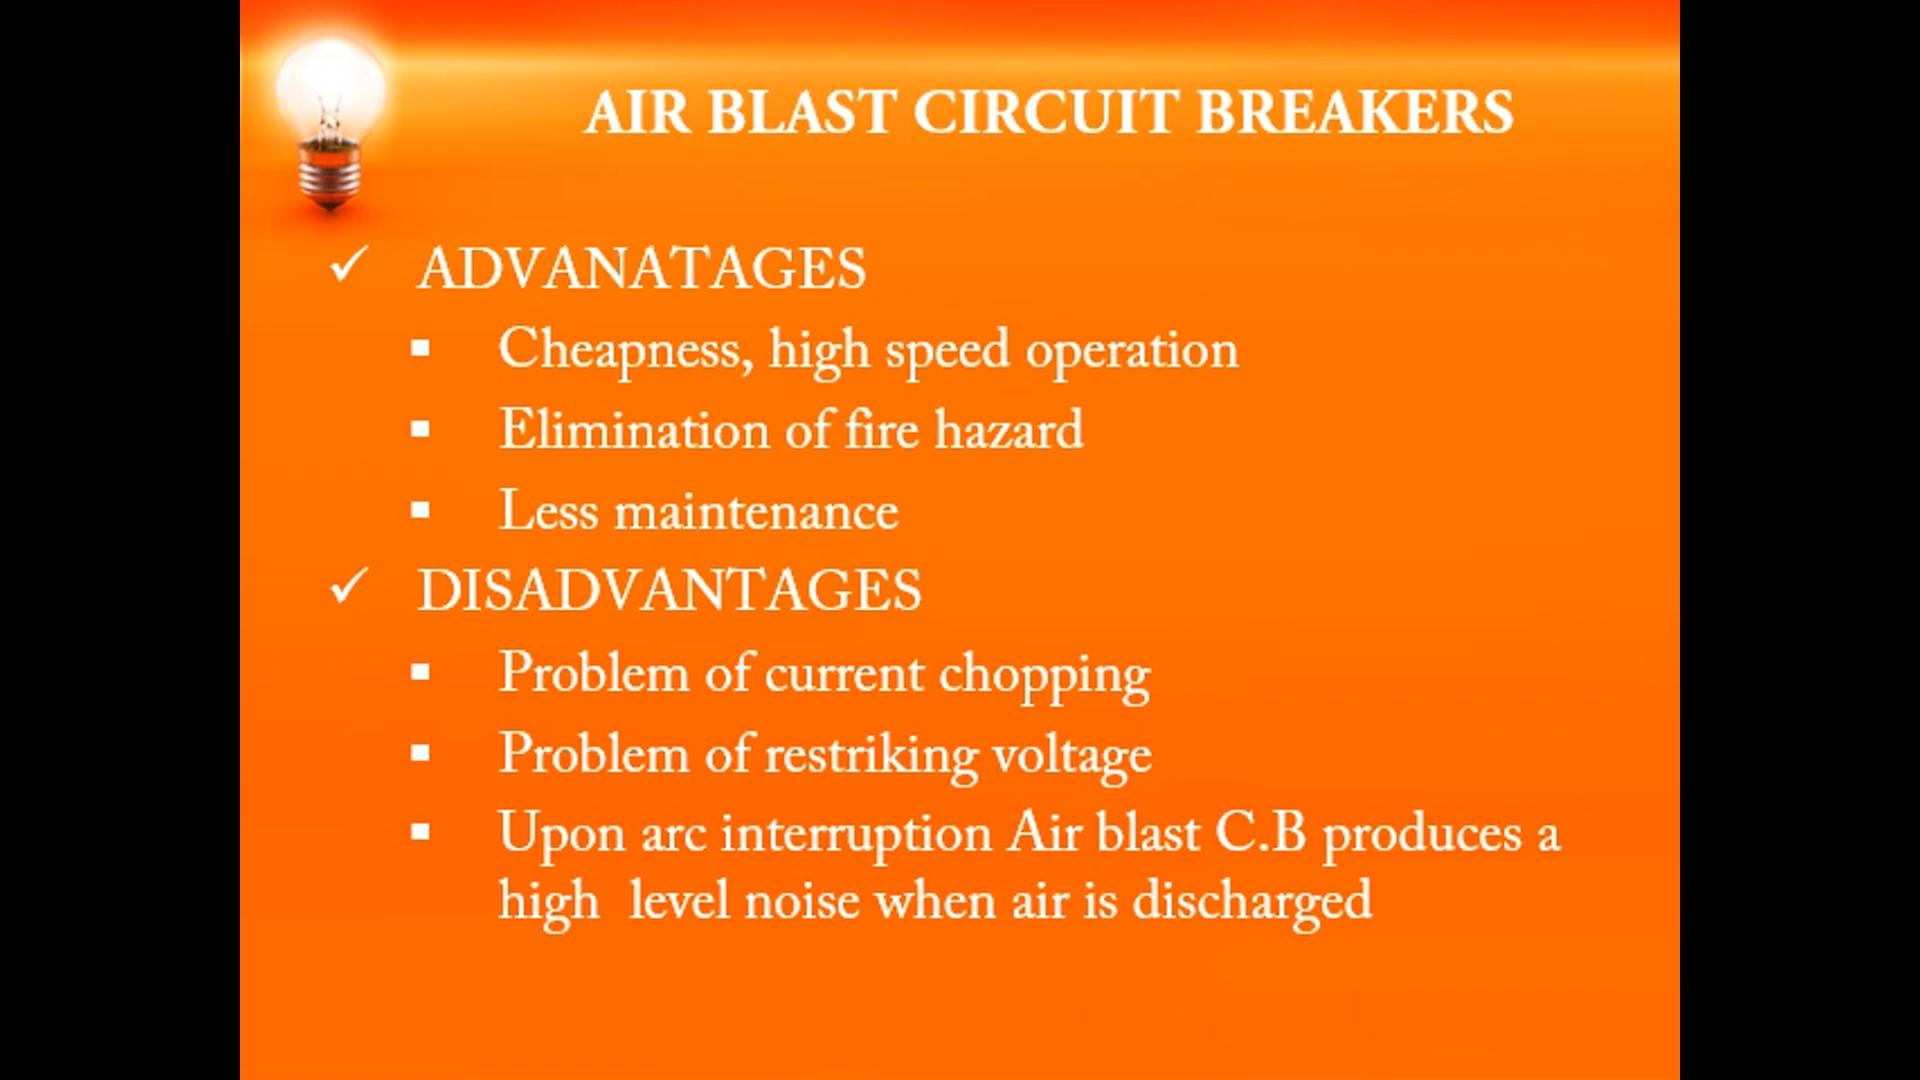 AIR BLAST CIRCUIT BREAKERS
✓ ADVANATAGES
▪ Cheapness, high speed operation
▪ Elimination of fire hazard
▪ Less maintenance
✓ DISADVANTAGES
▪ Problem of current chopping
▪ Problem of restriking voltage
▪ Upon arc interruption Air blast C.B produces a
high level noise when air is discharged